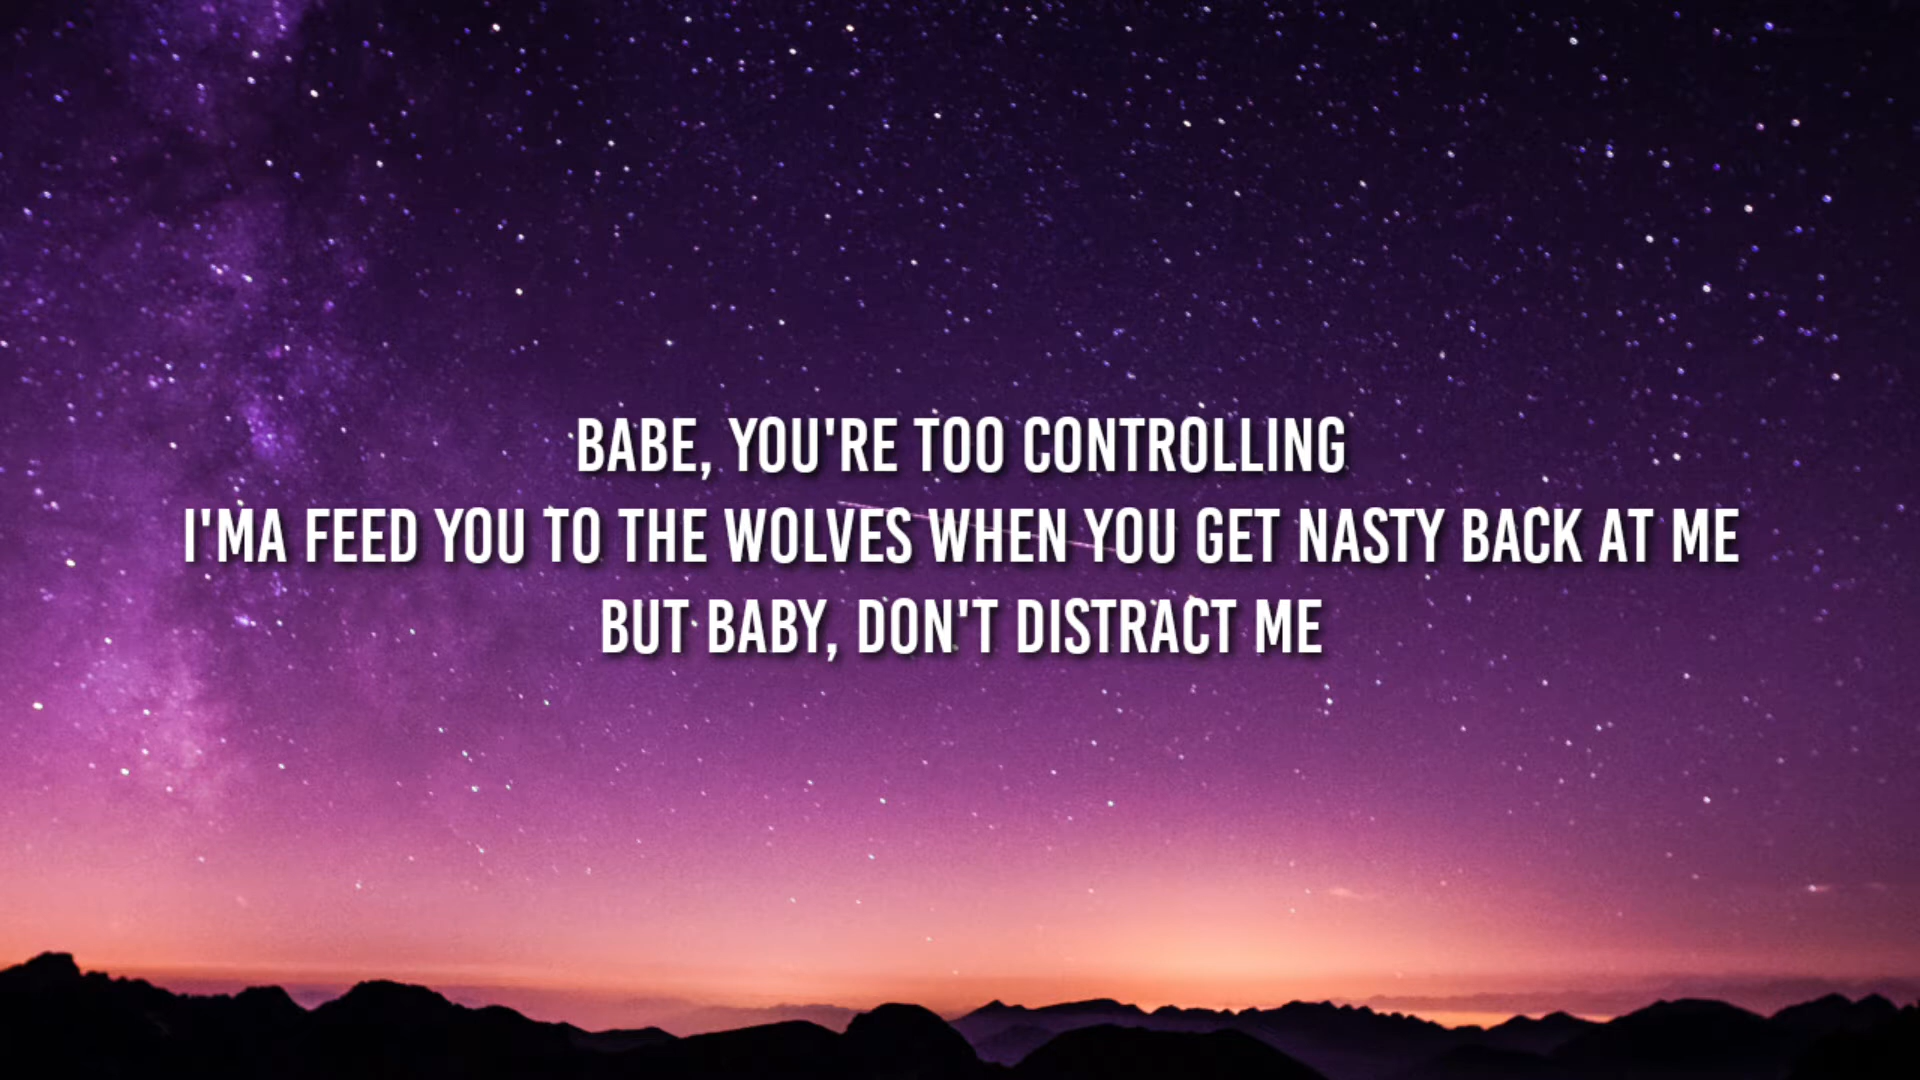 BABE, YOU'RE TOO CONTROLLING
I'MA FEED YOU TO THE WOLVES WHEN YOU GET NASTY BACK AT ME
BUT BABY, DON'T DISTRACT ME